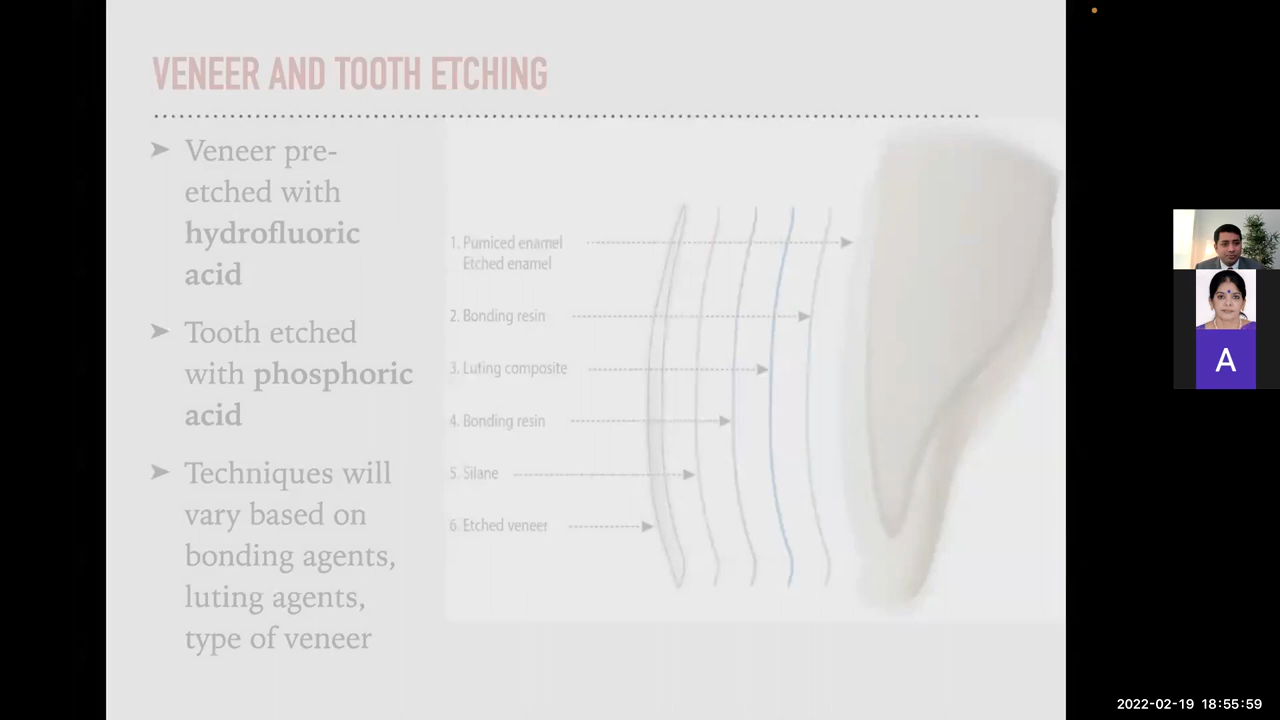 VENEER AND TOOTH ETCHING
➤ Veneer pre-
etched with
hydrofluoric
acid
➤ Tooth etched
with phosphoric
acid
➤ Techniques will
vary based on
bonding agents,
luting agents,
type of veneer
1. Pumiced enamel
Etched enamel
2. Bonding resin
3. Luting composite
4. Bonding resin
5. Silane
6. Etched veneer
A
2022-02-19 18:55:59